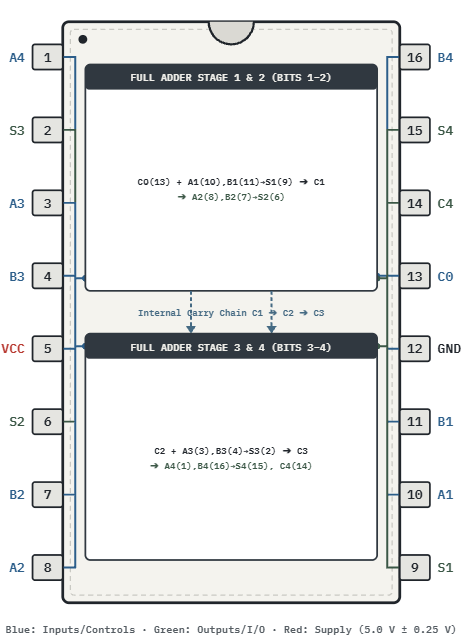 A4 1 16 B4
FULL ADDER STAGE 1 & 2 (BITS 1–2)
S3 2 15 S4
C0(13) + A1(10),B1(11)→S1(9) ➔ C1
➔ A2(8),B2(7)→S2(6)
A3 3 14 C4
B3 4 13 C0
Internal Carry Chain C1 ➔ C2 ➔ C3
VCC 5 12 GND
FULL ADDER STAGE 3 & 4 (BITS 3–4)
S2 6 11 B1
C2 + A3(3),B3(4)→S3(2) ➔ C3
➔ A4(1),B4(16)→S4(15), C4(14)
B2 7 10 A1
A2 8 9 S1
Blue: Inputs/Controls · Green: Outputs/I/O · Red: Supply (5.0 V ± 0.25 V)